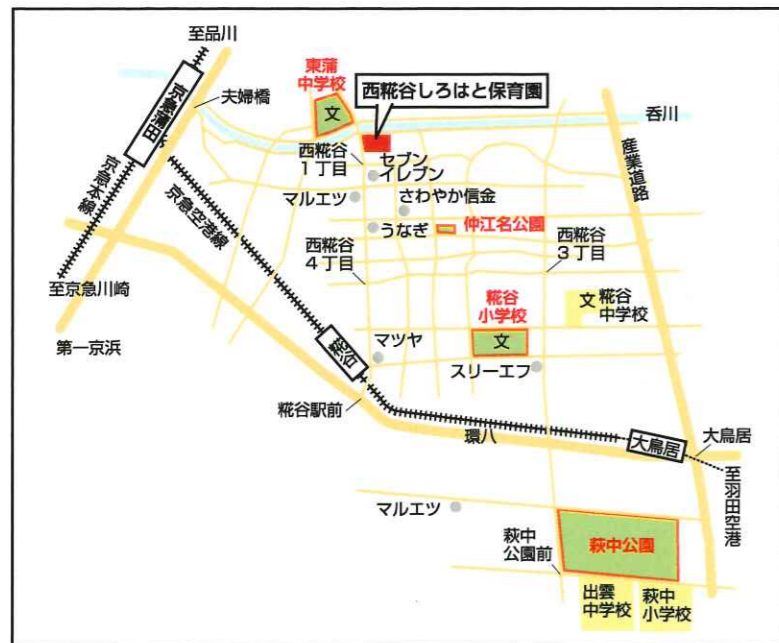 至品川
東蒲
中学校
文
西糀谷しろはと保育園
京急蒲田
夫婦橋
呑川
産業道路
西糀谷
1丁目
セブン
イレブン
マルエツ
さわやか信金
京急本線
京急空港線
うなぎ
仲江名公園
西糀谷
4丁目
西糀谷
3丁目
至京急川崎
糀谷
小学校
文
文
糀谷
中学校
第一京浜
マツヤ
糀谷
スリーエフ
糀谷駅前
環八
大鳥居
大鳥居
至羽田空港
マルエツ
萩中
公園前
萩中公園
出雲
中学校
萩中
小学校